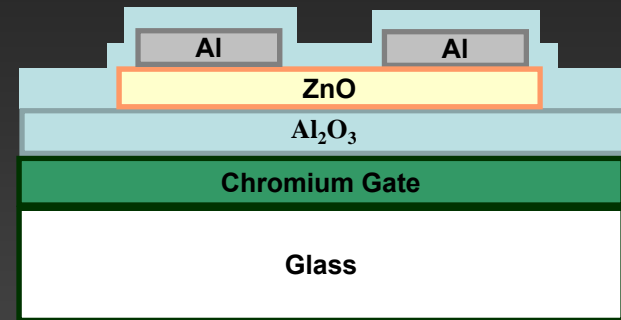 Al Al
ZnO
Al₂O₃
Chromium Gate
Glass